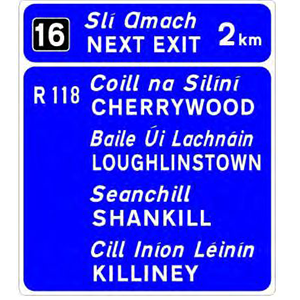 16 Slí amach 2 km
NEXT EXIT
R 118 Coill na Silíní
CHERRYWOOD
Baile Úi Lachnáin
LOUGHLINSTOWN
Seanchill
SHANKILL
Cill Iníon Léinín
KILLINEY